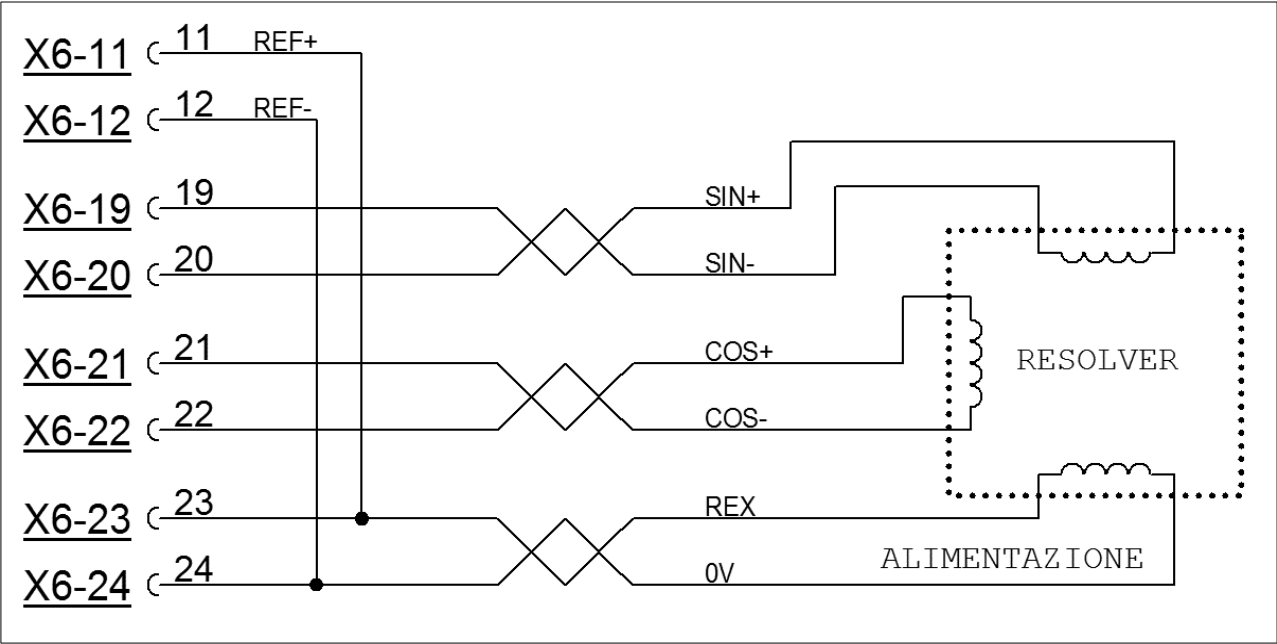 X6-11 11 REF+
X6-12 12 REF-
X6-19 19 SIN+
X6-20 20 SIN-
X6-21 21 COS+
RESOLVER
X6-22 22 COS-
X6-23 23 REX
ALIMENTAZIONE
X6-24 24 0V